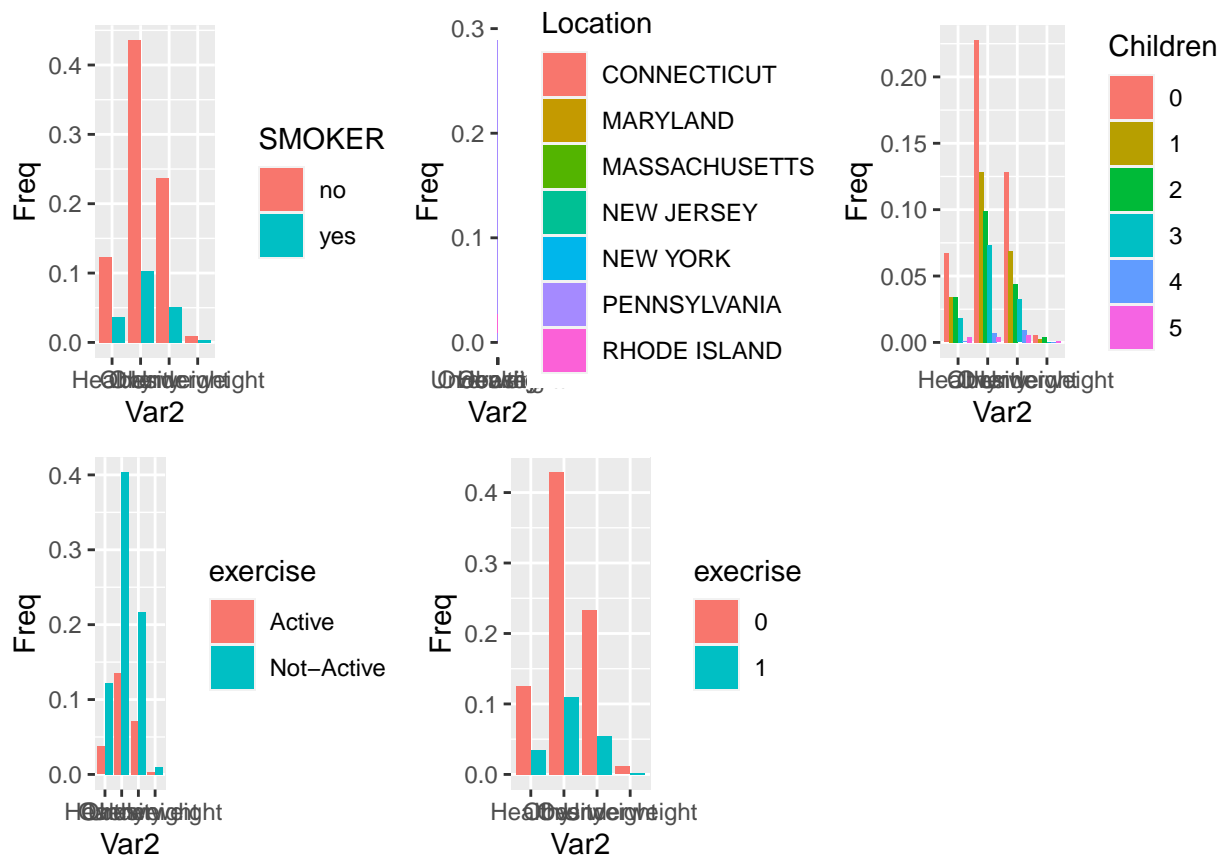 0.4
0.3
0.2
0.1
0.0
Freq
Var2
SMOKER
no
yes
0.3
0.2
0.1
0.0
Freq
Var2
Location
CONNECTICUT
MARYLAND
MASSACHUSETTS
NEW JERSEY
NEW YORK
PENNSYLVANIA
RHODE ISLAND
0.20
0.15
0.10
0.05
0.00
Freq
Var2
Children
0
1
2
3
4
5
0.4
0.3
0.2
0.1
0.0
Freq
Var2
exercise
Active
Not−Active
0.4
0.3
0.2
0.1
0.0
Freq
Var2
execrise
0
1